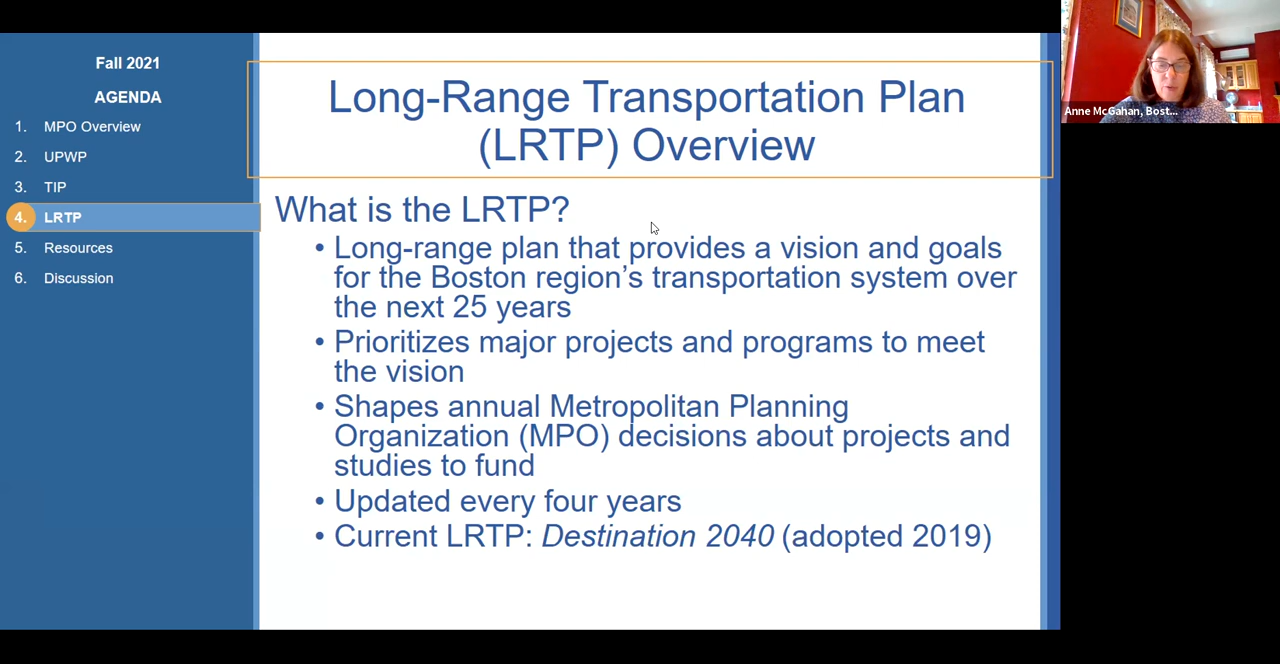 Fall 2021
AGENDA
1. MPO Overview
2. UPWP
3. TIP
4. LRTP
5. Resources
6. Discussion
Long-Range Transportation Plan
(LRTP) Overview
What is the LRTP?
• Long-range plan that provides a vision and goals
for the Boston region's transportation system over
the next 25 years
• Prioritizes major projects and programs to meet
the vision
• Shapes annual Metropolitan Planning
Organization (MPO) decisions about projects and
studies to fund
• Updated every four years
• Current LRTP: Destination 2040 (adopted 2019)
Anne McGahan, Bost...